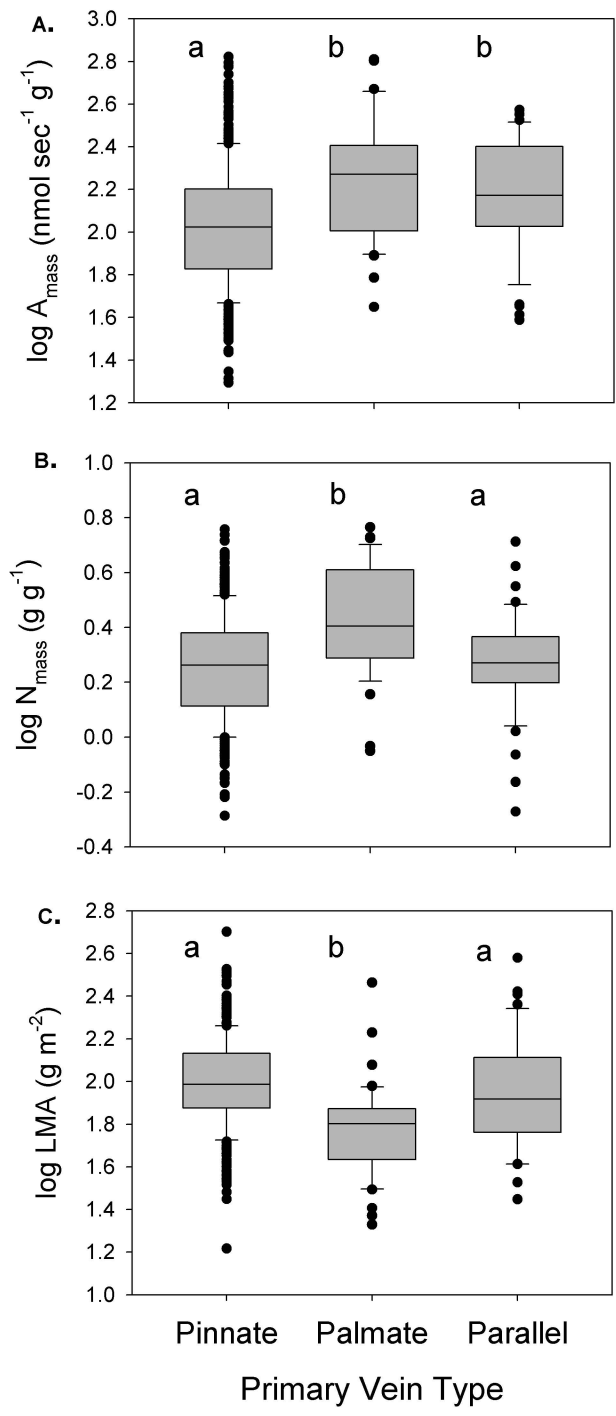 A.
a b b
log A_mass (nmol sec⁻¹ g⁻¹)
3.0
2.8
2.6
2.4
2.2
2.0
1.8
1.6
1.4
1.2
B.
a b a
log N_mass (g g⁻¹)
1.0
0.8
0.6
0.4
0.2
0.0
-0.2
-0.4
C.
a b a
log LMA (g m⁻²)
2.8
2.6
2.4
2.2
2.0
1.8
1.6
1.4
1.2
1.0
Pinnate Palmate Parallel
Primary Vein Type